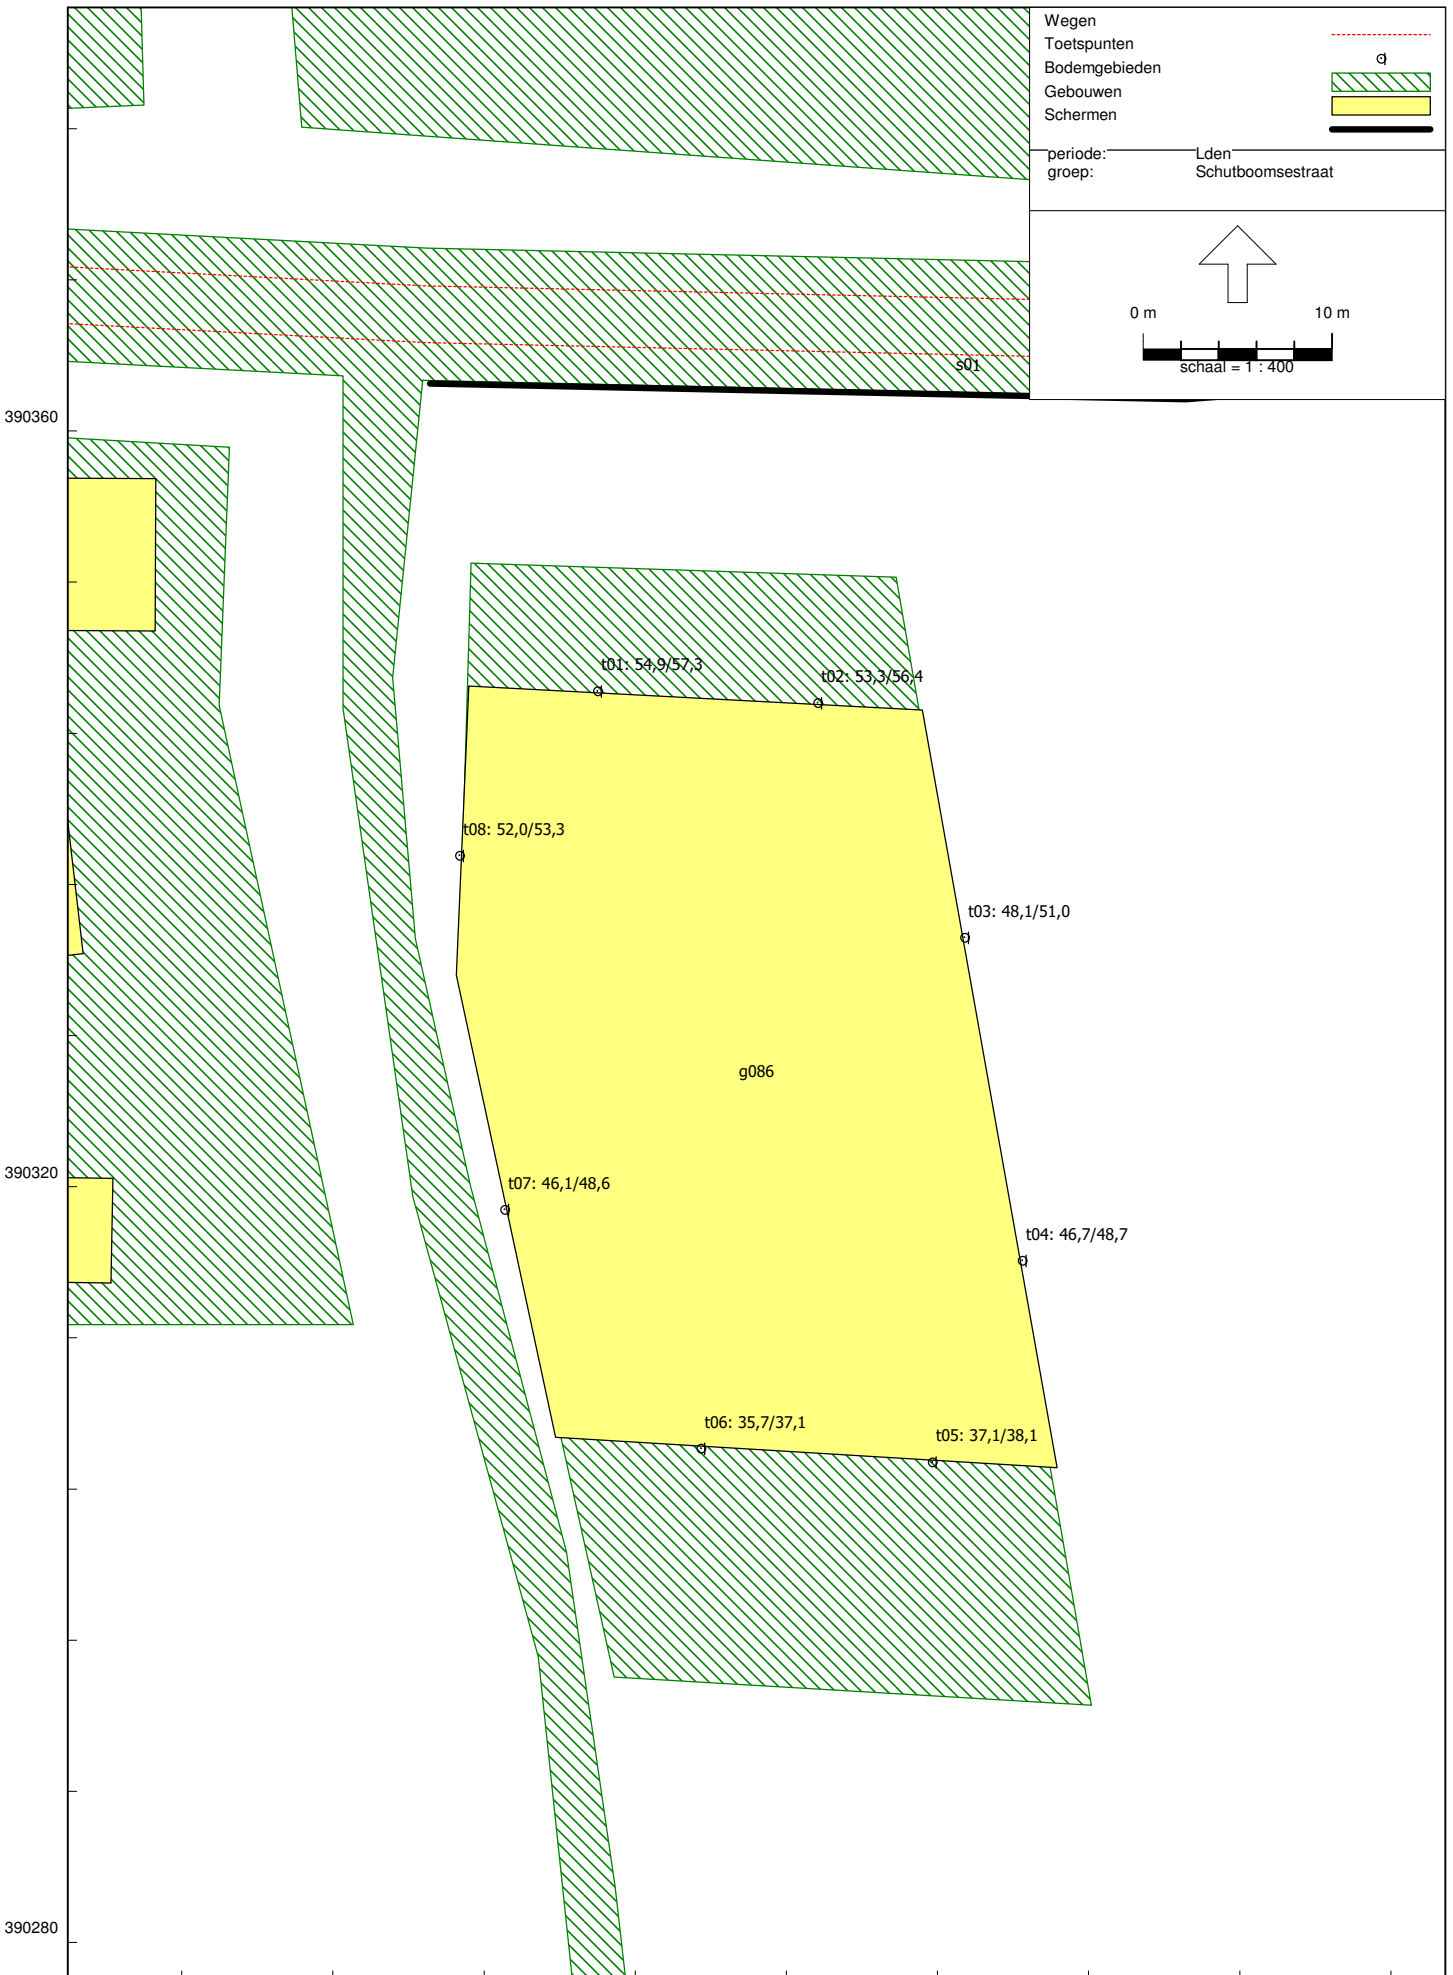 Wegen
Toetspunten
Bodemgebieden
Gebouwen
Schermen
periode: Lden
groep: Schutboomsestraat
0 m 10 m
schaal = 1 : 400
s01
390360
t01: 54,9/57,3
t02: 53,3/56,4
t08: 52,0/53,3
t03: 48,1/51,0
g086
390320
t07: 46,1/48,6
t04: 46,7/48,7
t06: 35,7/37,1
t05: 37,1/38,1
390280